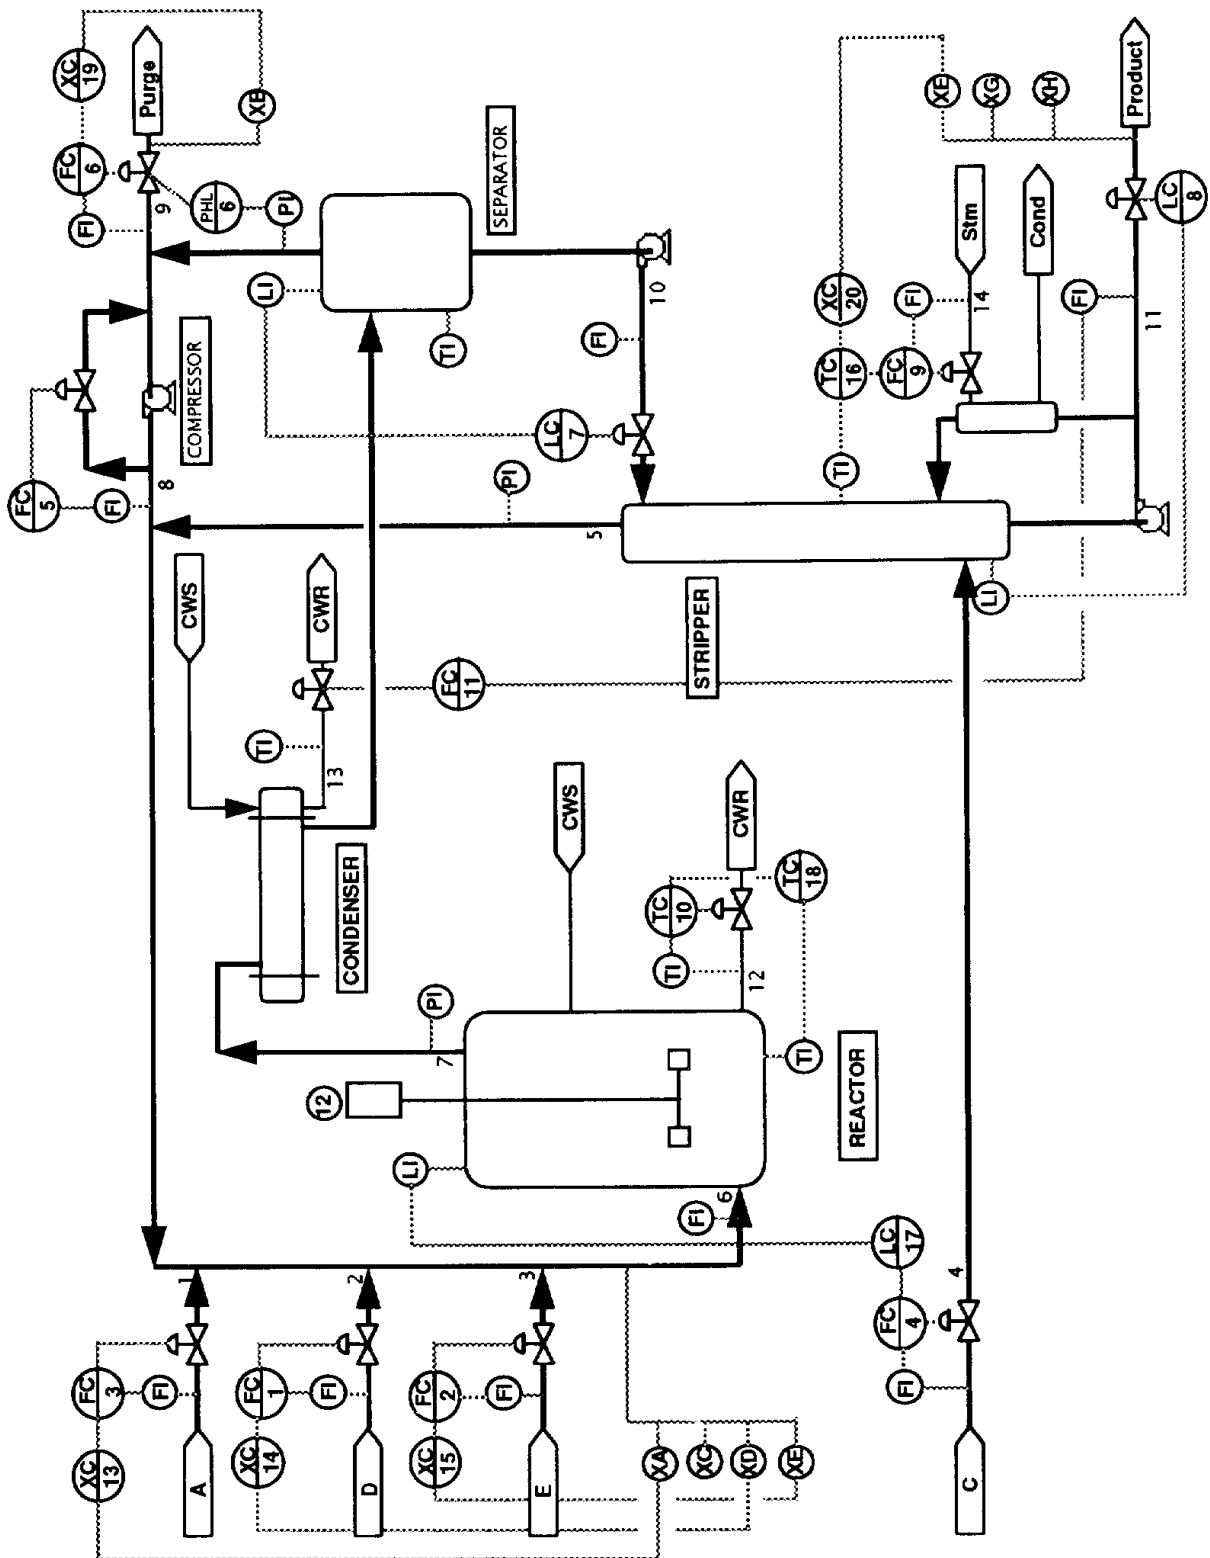 FC
5
XC
13
FC
3
XC
19
FC
6
FI
FI
FI
1
8
9
Purge
A
CWS
COMPRESSOR
PHL
6
XC
14
FC
1
TI
LI
XE
PI
FI
12
13
CWR
D
2
CONDENSER
XC
15
FC
2
LI
7
PI
FC
11
TI
FI
PI
SEPARATOR
E
3
LC
7
CWS
5
FI
XA
TI
TC
10
10
XC
FI
STRIPPER
XD
6
12
CWR
XE
TI
TC
18
REACTOR
TI
TC
16
XC
20
FI
FC
4
LC
17
FC
9
FI
XE
C
4
14
Stm
LI
XG
Cond
XH
FI
11
Product
LC
8